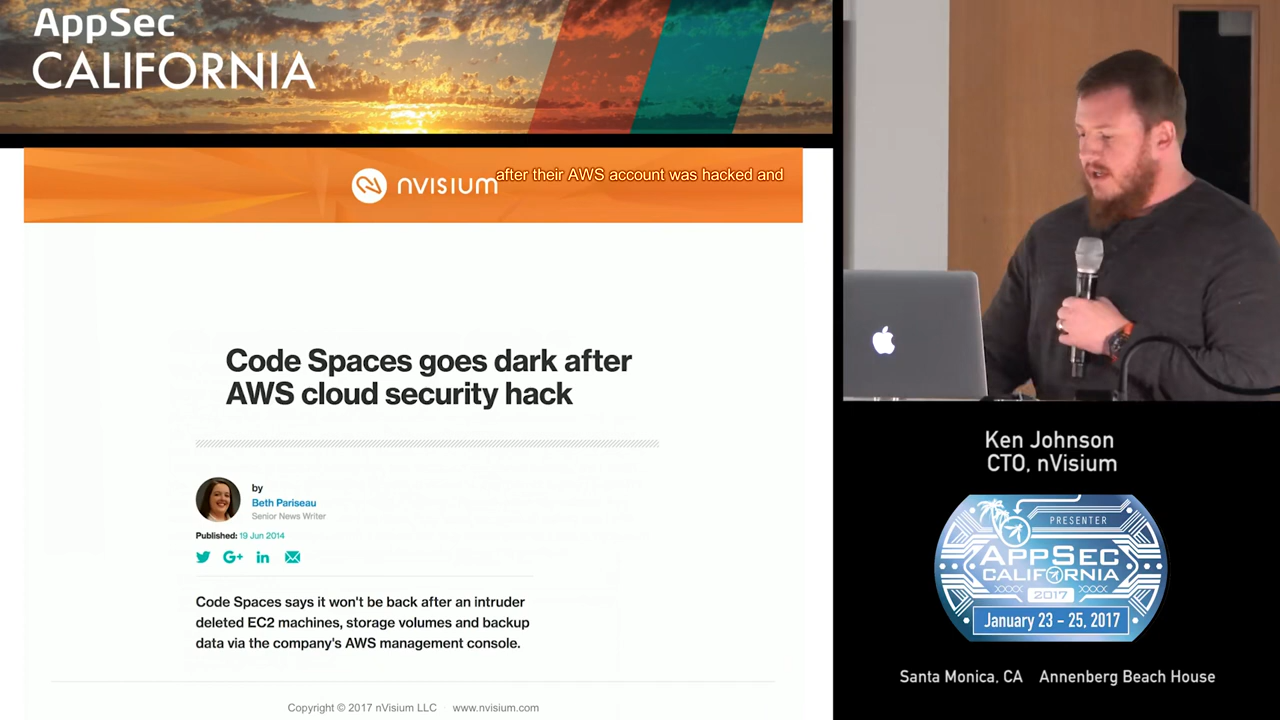 AppSec
CALIFORNIA
nVISIUM
after their AWS account was hacked and
Code Spaces goes dark after
AWS cloud security hack
by
Beth Pariseau
Senior News Writer
Published: 19 Jun 2014
G+ in
Code Spaces says it won't be back after an intruder
deleted EC2 machines, storage volumes and backup
data via the company's AWS management console.
Copyright © 2017 nVisium LLC · www.nvisium.com
Ken Johnson
CTO, nVisium
PRESENTER
APPSEC
CALIFORNIA
XXXX 2017 XXXX
January 23 - 25, 2017
Santa Monica, CA Annenberg Beach House